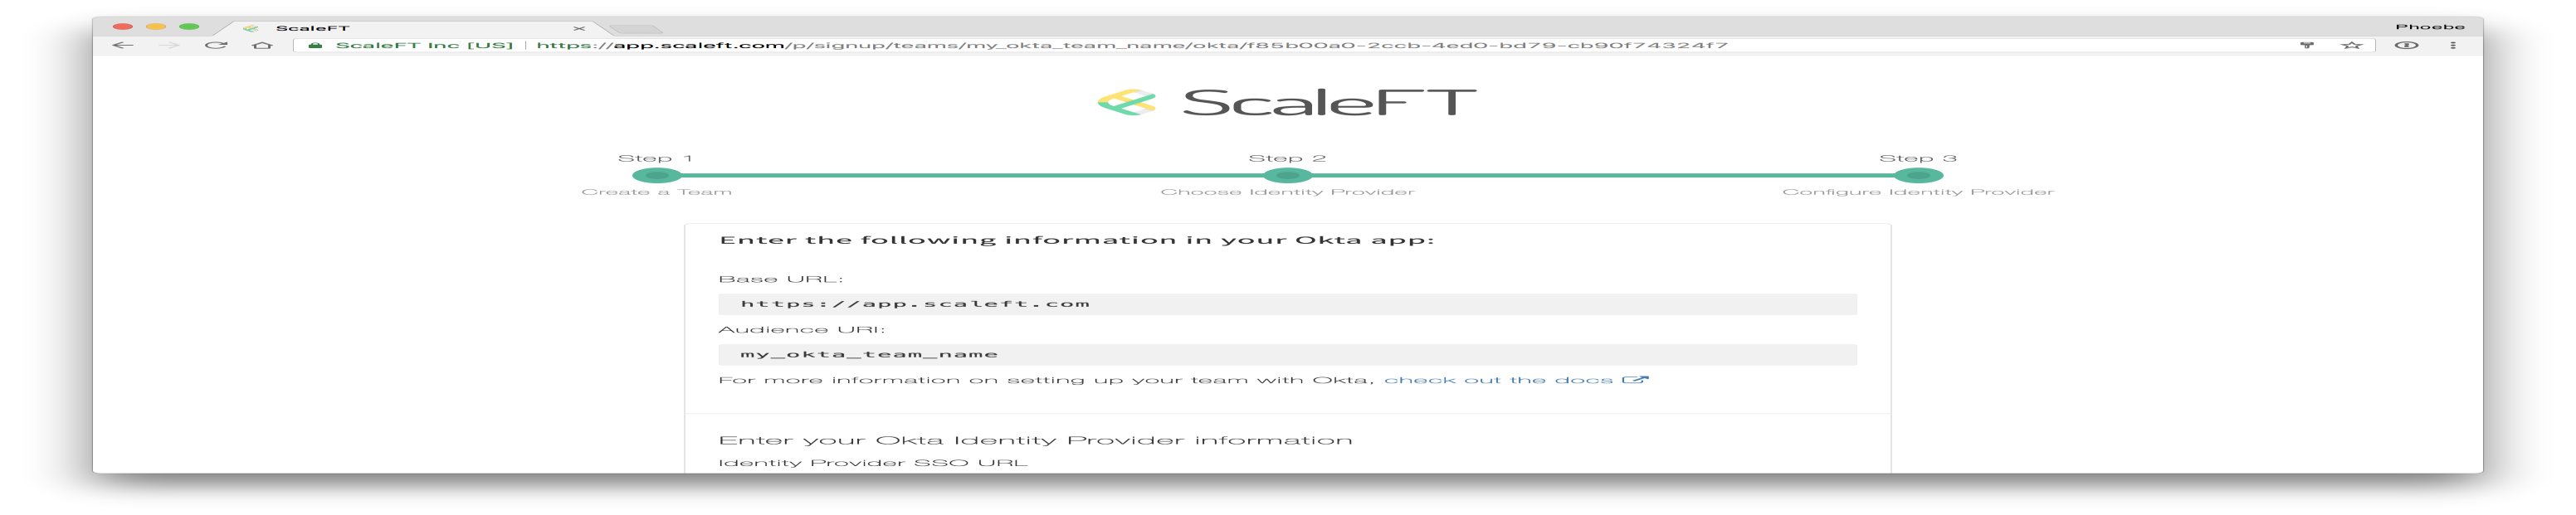 ScaleFT
Phoebe
ScaleFT Inc [US] | https://app.scaleft.com/p/signup/teams/my_okta_team_name/okta/f85b00a0-2ccb-4ed0-bd79-cb90f74324f7
ScaleFT
Step 1 Step 2 Step 3
Create a Team Choose Identity Provider Configure Identity Provider
Enter the following information in your Okta app:
Base URL:
https://app.scaleft.com
Audience URI:
my_okta_team_name
For more information on setting up your team with Okta, check out the docs
Enter your Okta Identity Provider information
Identity Provider SSO URL